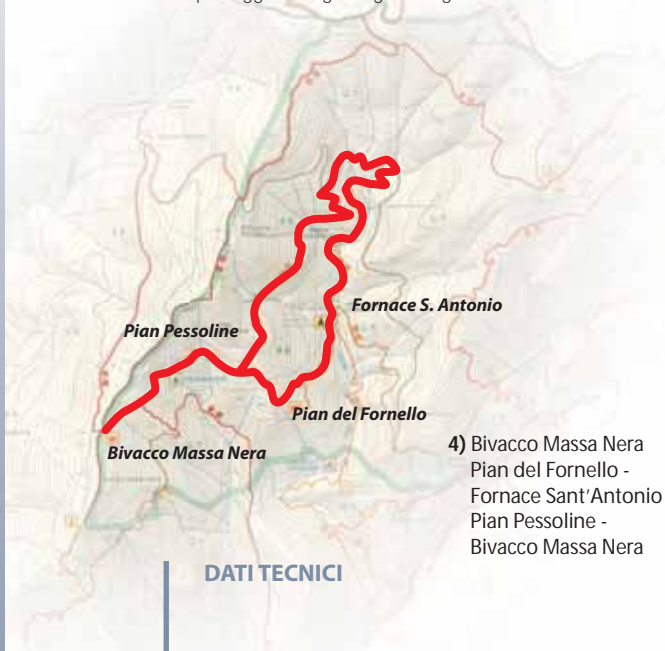 Pian Pessoline
Fornace S. Antonio
Pian del Fornello
Bivacco Massa Nera
4) Bivacco Massa Nera
Pian del Fornello -
Fornace Sant'Antonio
Pian Pessoline -
Bivacco Massa Nera
DATI TECNICI